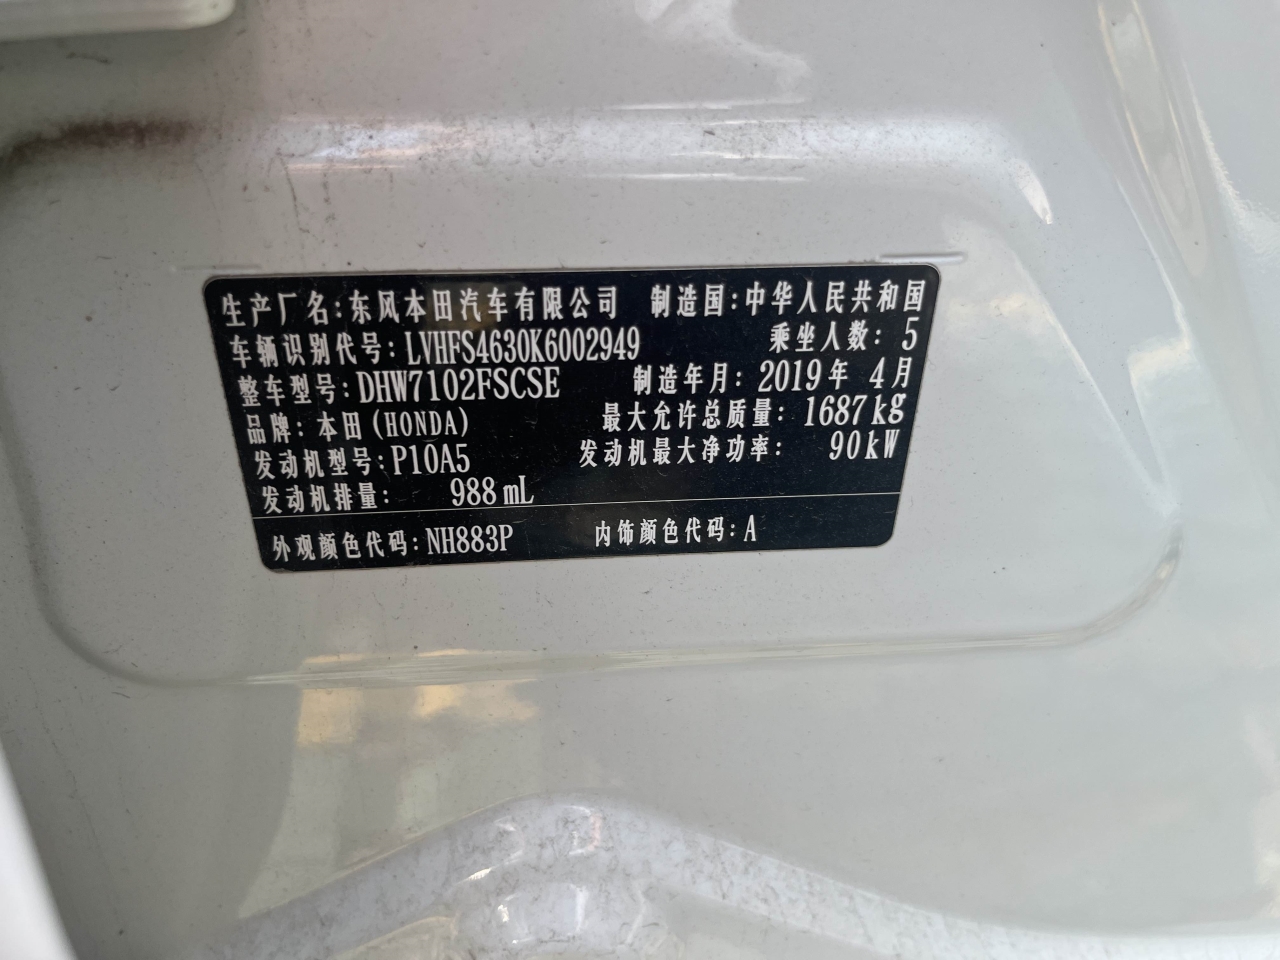 生产厂名:东风本田汽车有限公司 制造国:中华人民共和国
车辆识别代号:LVHFS4630K6002949 乘坐人数:5
整车型号:DHW7102FSCSE 制造年月:2019年4月
品牌:本田(HONDA) 最大允许总质量:1687kg
发动机型号:P10A5 发动机最大净功率:90kW
发动机排量:988mL
外观颜色代码:NH883P 内饰颜色代码:A